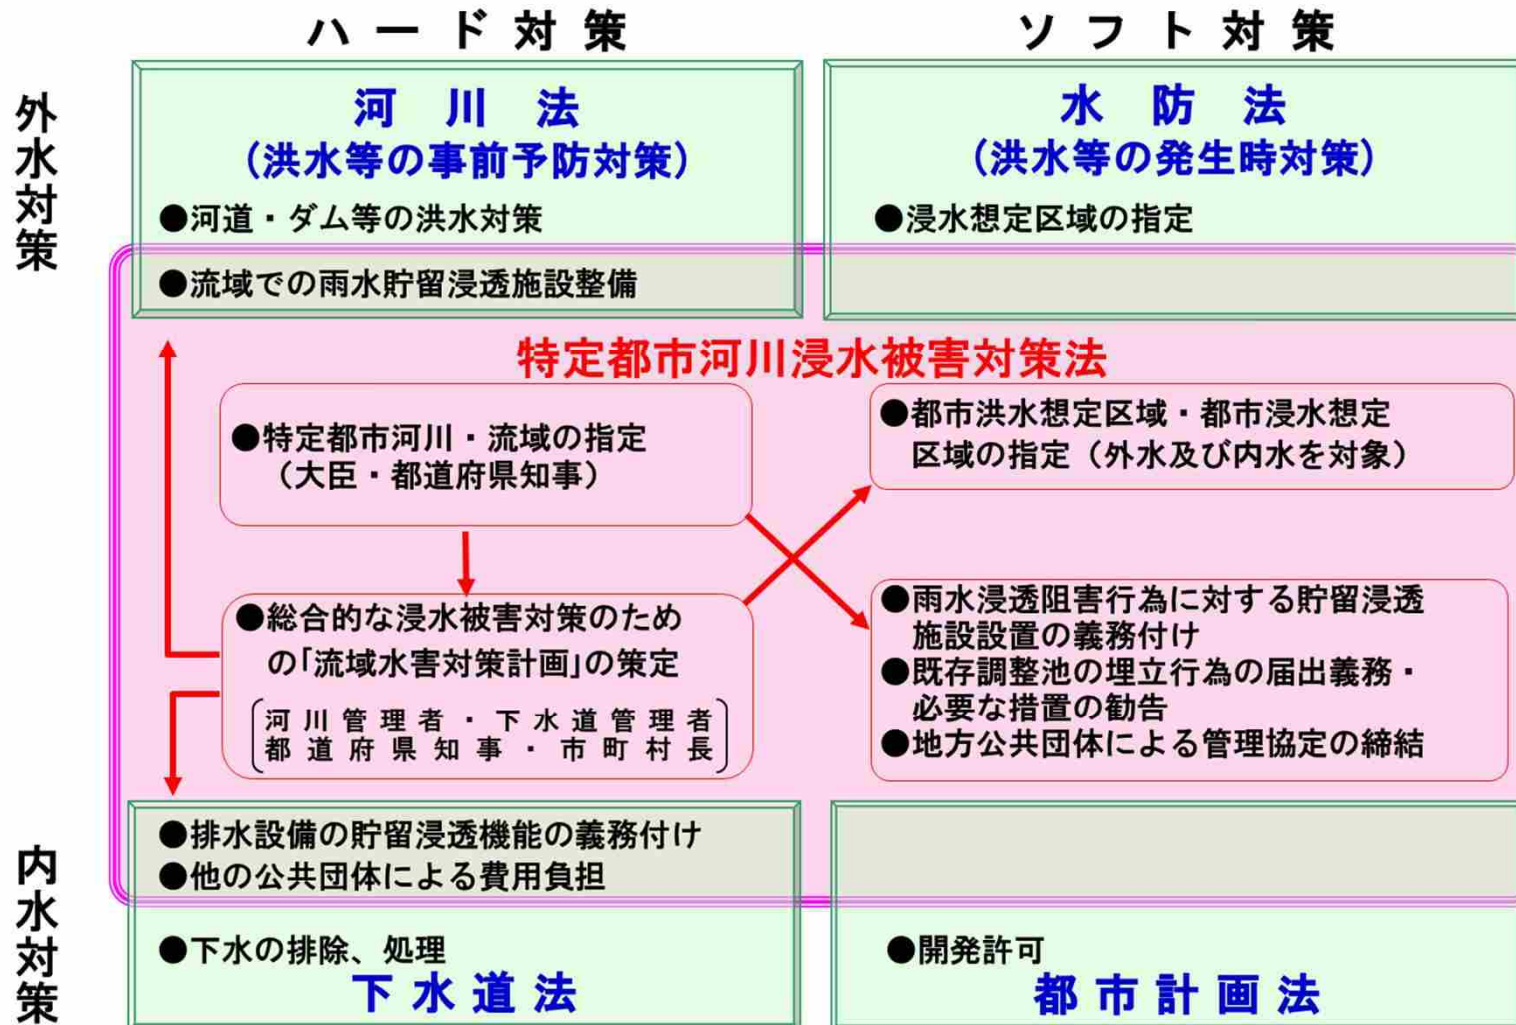 ハード対策
ソフト対策
外水対策
河川法
(洪水等の事前予防対策)
●河道・ダム等の洪水対策
●流域での雨水貯留浸透施設整備
水防法
(洪水等の発生時対策)
●浸水想定区域の指定
特定都市河川浸水被害対策法
●特定都市河川・流域の指定
（大臣・都道府県知事）
●都市洪水想定区域・都市浸水想定
区域の指定（外水及び内水を対象）
●総合的な浸水被害対策のため
の｢流域水害対策計画｣の策定
河川管理者・下水道管理者
都道府県知事・市町村長
●雨水浸透阻害行為に対する貯留浸透
施設設置の義務付け
●既存調整池の埋立行為の届出義務・
必要な措置の勧告
●地方公共団体による管理協定の締結
内水対策
●排水設備の貯留浸透機能の義務付け
●他の公共団体による費用負担
●下水の排除、処理
下水道法
●開発許可
都市計画法